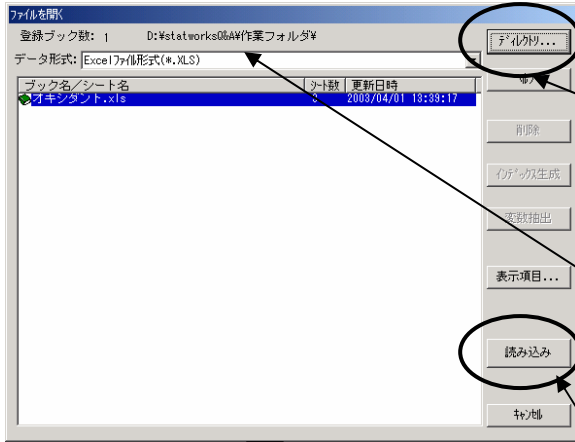 ファイルを開く
登録ブック数: 1 D:¥statworksQ&A¥作業フォルダ¥
ディレクトリ...
データ形式: Excelファイル形式(*.XLS)
ブック名/シート名 シート数 更新日時
オキシダント.xls 3 2003/04/01 13:39:17
削除
インデックス生成
変数抽出
表示項目...
読み込み
キャンセル